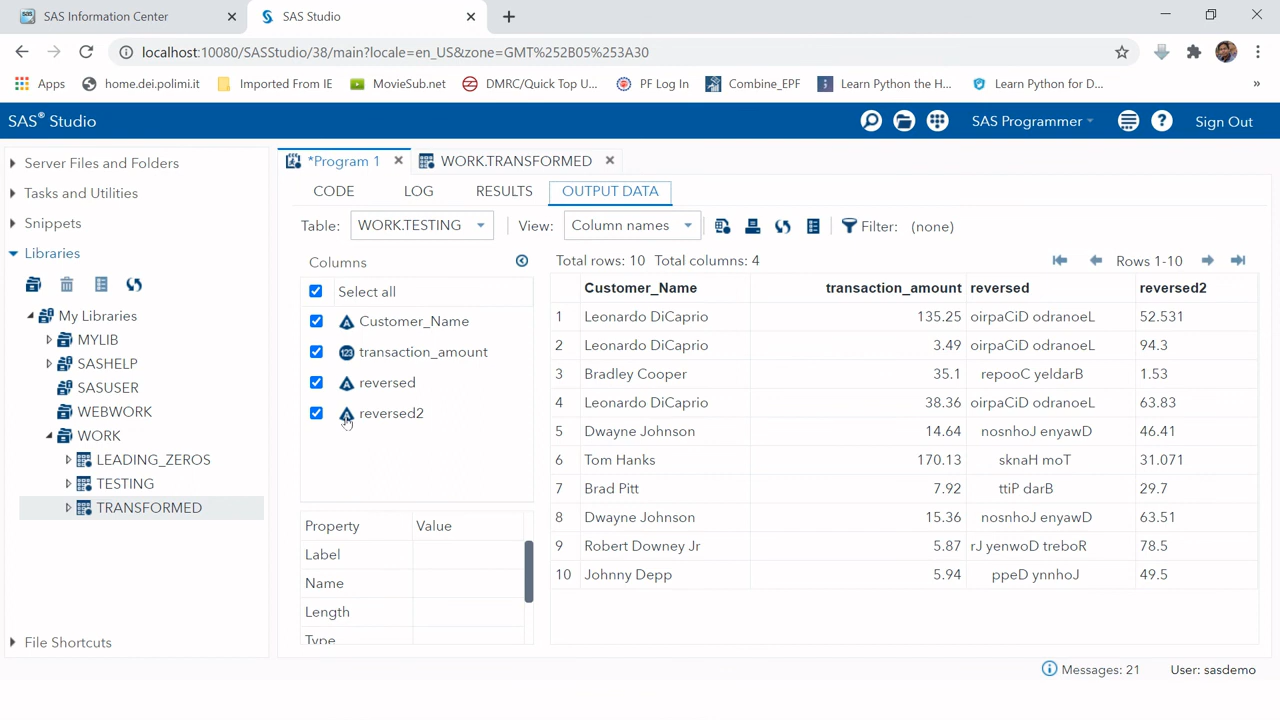 SAS Information Center
SAS Studio
localhost:10080/SASStudio/38/main?locale=en_US&zone=GMT%252B05%253A30
Apps
home.dei.polimi.it
Imported From IE
MovieSub.net
DMRC/Quick Top U...
PF Log In
Combine_EPF
Learn Python the H...
Learn Python for D...
»
SAS® Studio
SAS Programmer
Sign Out
Server Files and Folders
Tasks and Utilities
Snippets
Libraries
My Libraries
MYLIB
SASHELP
SASUSER
WEBWORK
WORK
LEADING_ZEROS
TESTING
TRANSFORMED
File Shortcuts
*Program 1
WORK.TRANSFORMED
CODE LOG RESULTS OUTPUT DATA
Table: WORK.TESTING View: Column names Filter: (none)
Columns
Select all
Customer_Name
transaction_amount
reversed
reversed2
Property Value
Label
Name
Length
Type
Total rows: 10 Total columns: 4 Rows 1-10
Customer_Name transaction_amount reversed reversed2
1 Leonardo DiCaprio 135.25 oirpaCiD odranoeL 52.531
2 Leonardo DiCaprio 3.49 oirpaCiD odranoeL 94.3
3 Bradley Cooper 35.1 repooC yeldarB 1.53
4 Leonardo DiCaprio 38.36 oirpaCiD odranoeL 63.83
5 Dwayne Johnson 14.64 nosnhoJ enyawD 46.41
6 Tom Hanks 170.13 sknaH moT 31.071
7 Brad Pitt 7.92 ttiP darB 29.7
8 Dwayne Johnson 15.36 nosnhoJ enyawD 63.51
9 Robert Downey Jr 5.87 rJ yenwoD treboR 78.5
10 Johnny Depp 5.94 ppeD ynnhoJ 49.5
Messages: 21 User: sasdemo